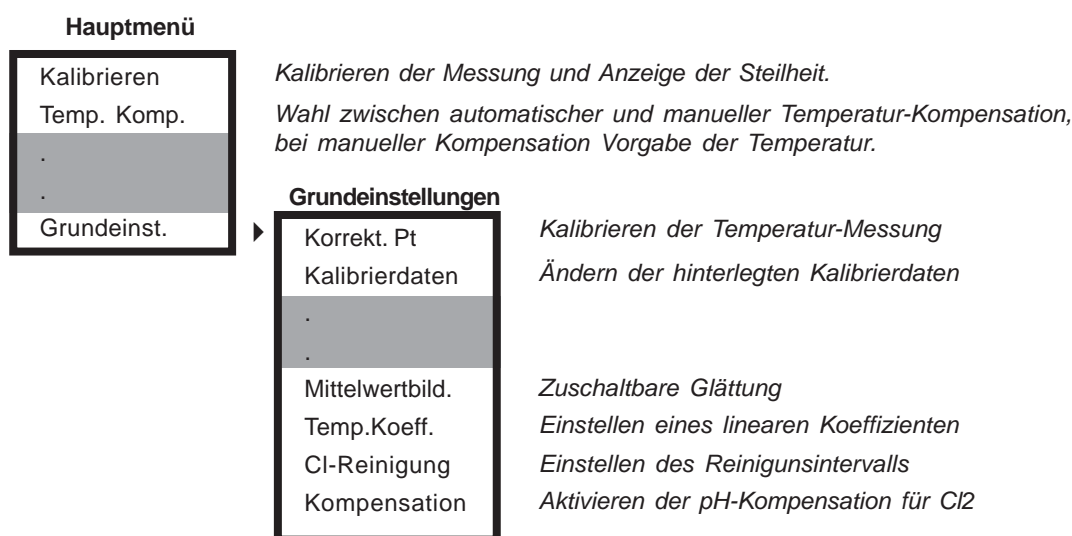 Hauptmenü
Kalibrieren
Kalibrieren der Messung und Anzeige der Steilheit.
Temp. Komp.
Wahl zwischen automatischer und manueller Temperatur-Kompensation,
bei manueller Kompensation Vorgabe der Temperatur.
.
.
Grundeinst.
Grundeinstellungen
Korrekt. Pt
Kalibrieren der Temperatur-Messung
Kalibrierdaten
Ändern der hinterlegten Kalibrierdaten
.
.
Mittelwertbild.
Zuschaltbare Glättung
Temp.Koeff.
Einstellen eines linearen Koeffizienten
Cl-Reinigung
Einstellen des Reinigunsintervalls
Kompensation
Aktivieren der pH-Kompensation für Cl2